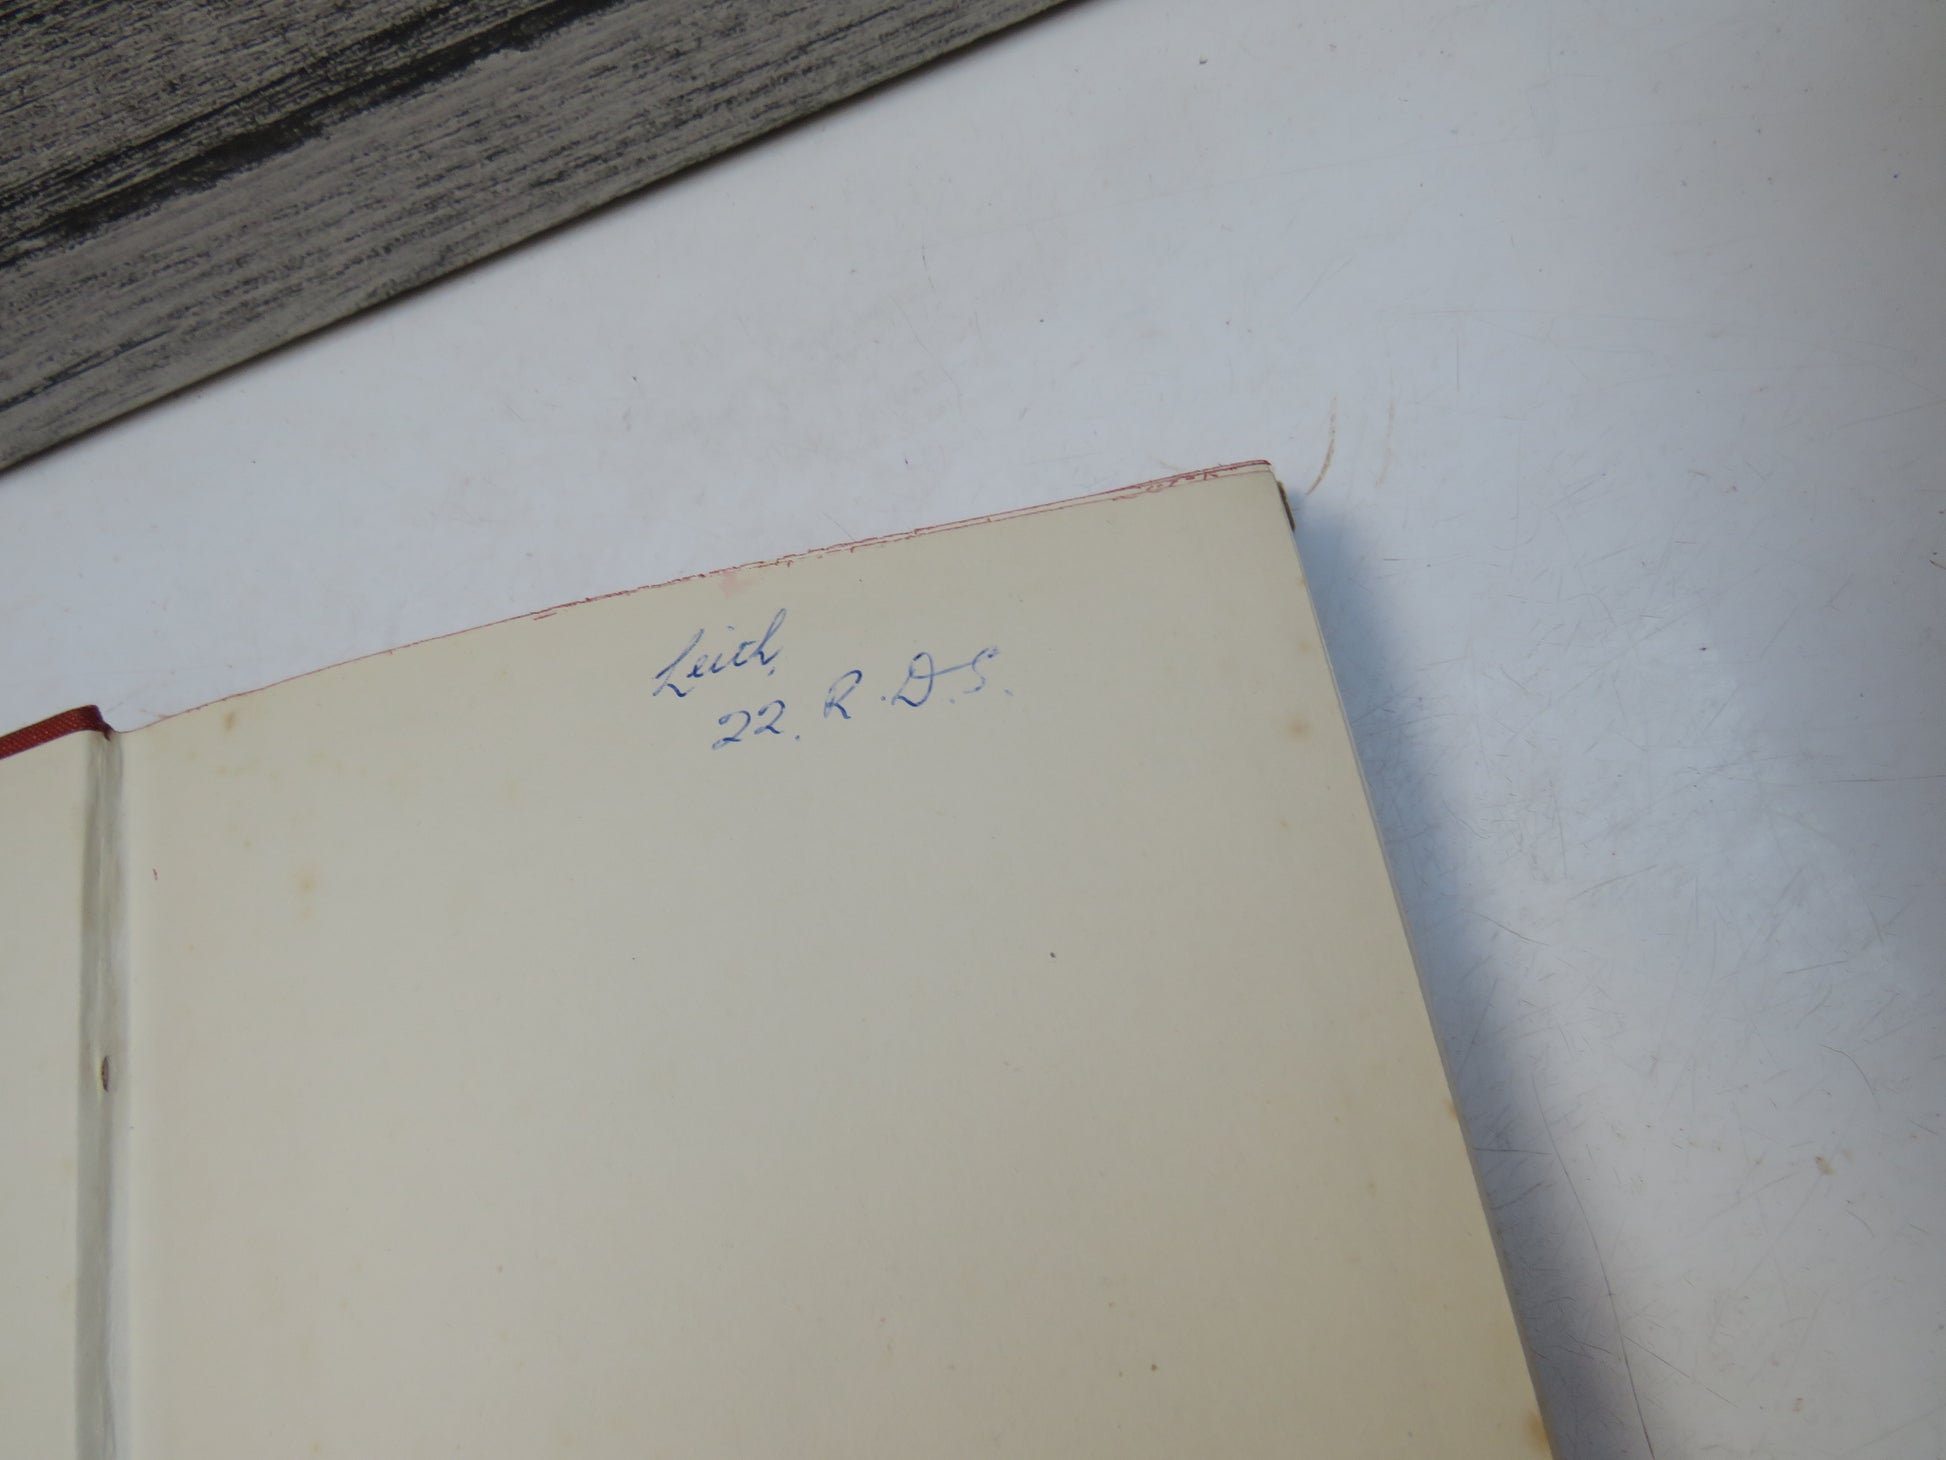 Leith,
22. R.D.S.